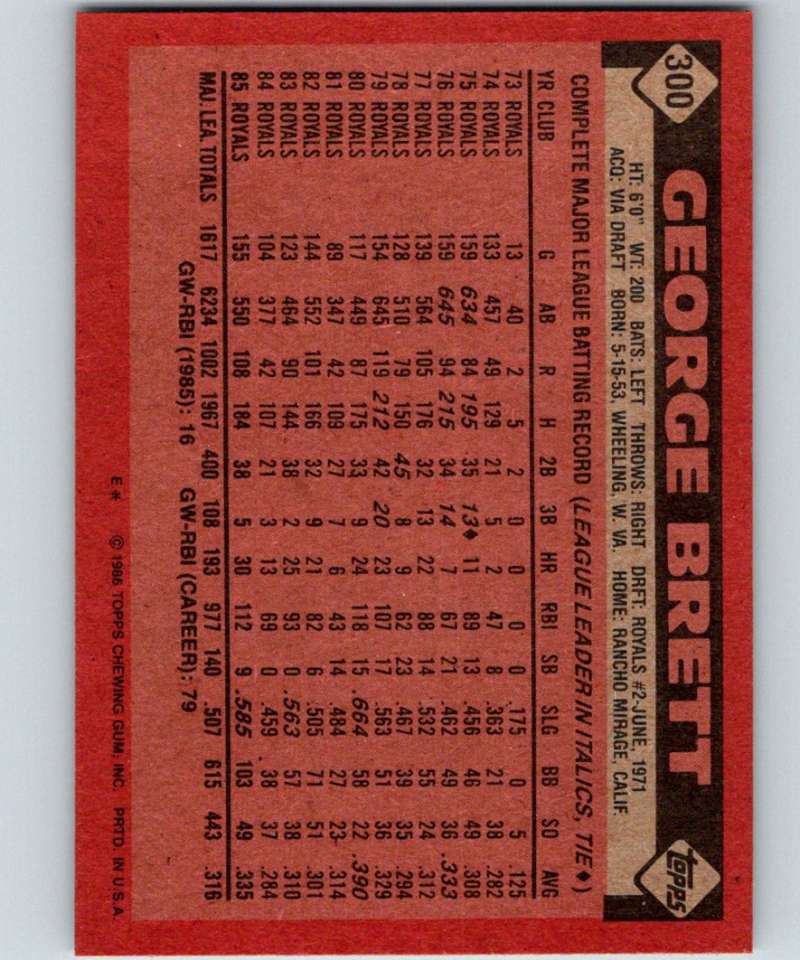 300 GEORGE BRETT topps
HT: 6'0" WT: 200 BATS: LEFT THROWS: RIGHT DRFT: ROYALS #2-JUNE, 1971
ACQ: VIA DRAFT BORN: 5-15-53, WHEELING, W. VA. HOME: RANCHO MIRAGE, CALIF.
COMPLETE MAJOR LEAGUE BATTING RECORD (LEAGUE LEADER IN ITALICS, TIE♦)
YR CLUB G AB R H 2B 3B HR RBI SB SLG BB SO AVG
73 ROYALS 13 40 2 5 2 0 0 0 0 .175 0 5 .125
74 ROYALS 133 457 49 129 21 5 2 47 8 .363 21 38 .282
75 ROYALS 159 634 84 195 35 13♦ 11 89 13 .456 46 49 .308
76 ROYALS 159 645 94 215 34 14 7 67 21 .462 49 36 .333
77 ROYALS 139 564 105 176 32 13 22 88 14 .532 55 24 .312
78 ROYALS 128 510 79 150 45 8 9 62 23 .467 39 35 .294
79 ROYALS 154 645 119 212 42 20 23 107 17 .563 51 36 .329
80 ROYALS 117 449 87 175 33 9 24 118 15 .664 58 22 .390
81 ROYALS 89 347 42 109 27 7 6 43 14 .484 27 23 .314
82 ROYALS 144 552 101 166 32 9 21 82 6 .505 71 51 .301
83 ROYALS 123 464 90 144 38 2 25 93 0 .563 57 38 .310
84 ROYALS 104 377 42 107 21 3 13 69 0 .459 38 37 .284
85 ROYALS 155 550 108 184 38 5 30 112 9 .585 103 49 .335
MAJ. LEA. TOTALS 1617 6234 1002 1967 400 108 193 977 140 .507 615 443 .316
GW-RBI (1985): 16 GW-RBI (CAREER): 79
E# © 1986 TOPPS CHEWING GUM, INC. PRTD. IN U.S.A.